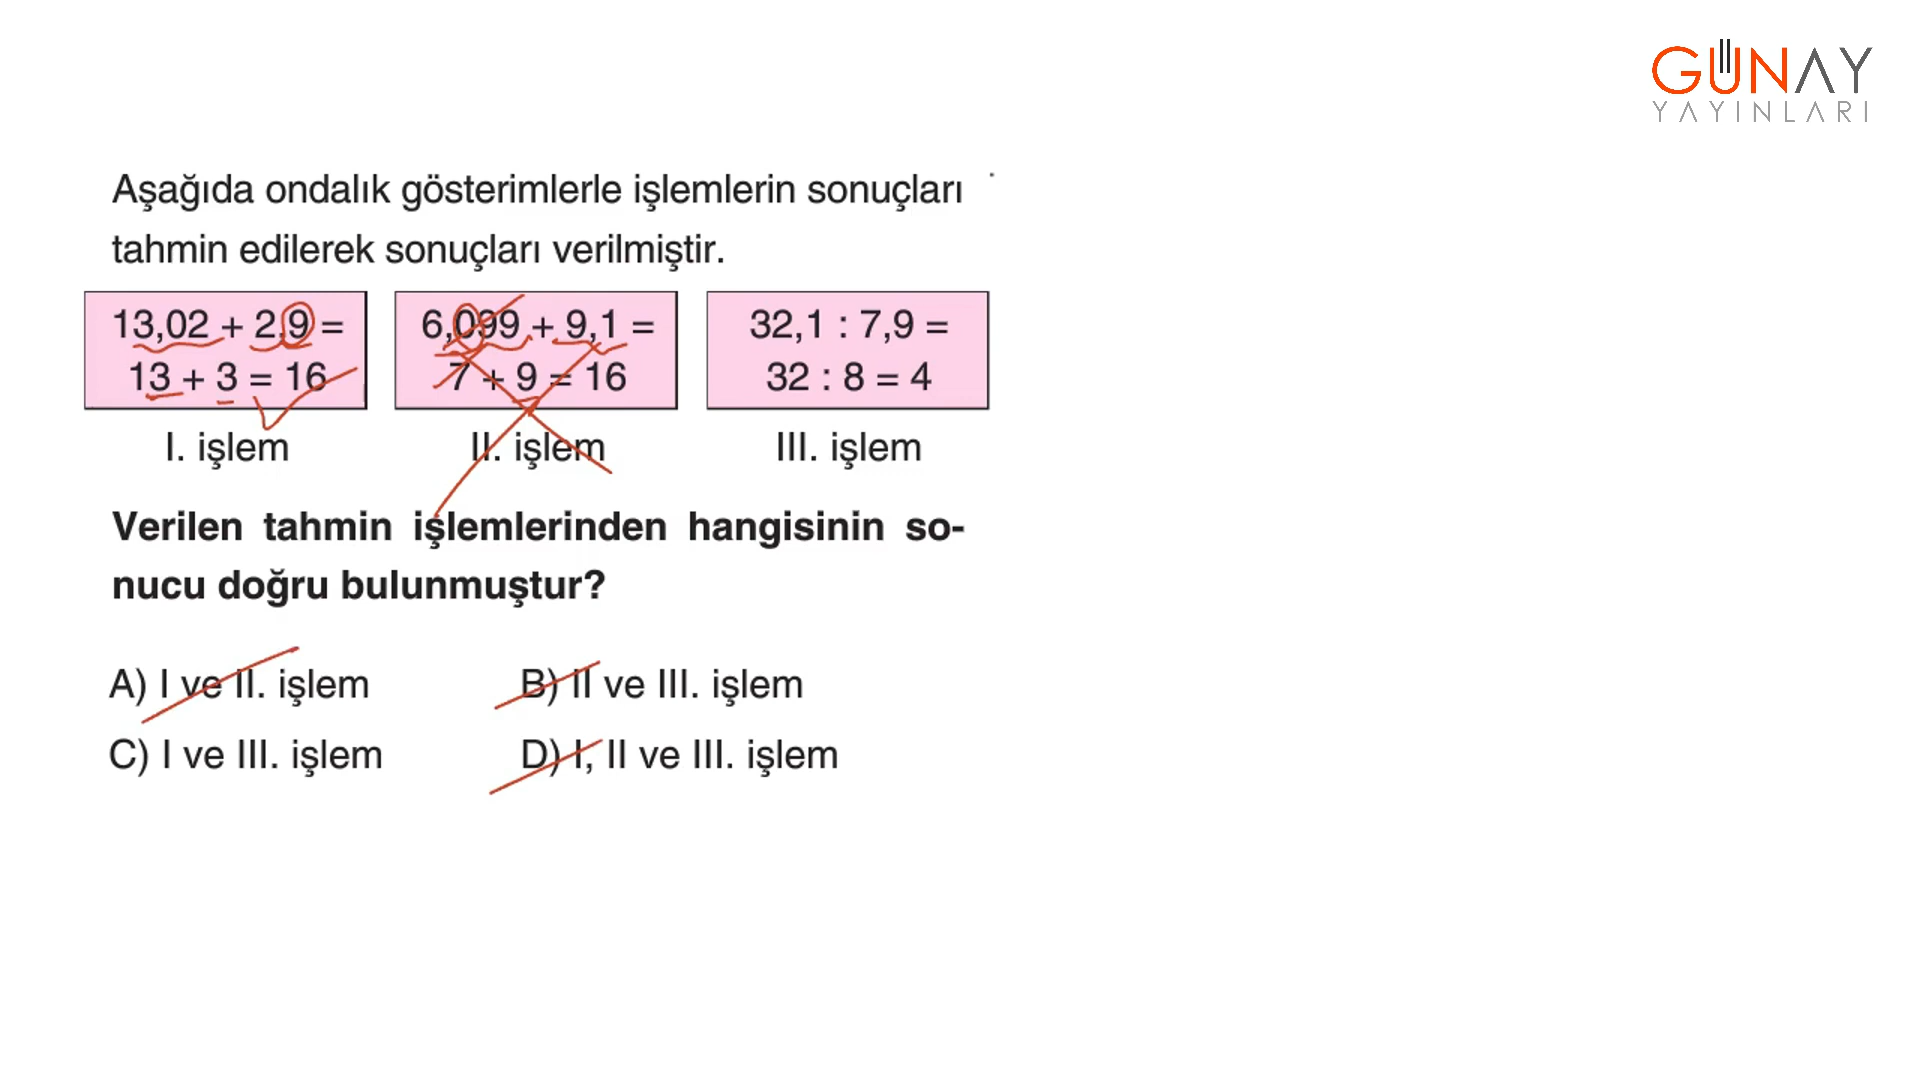 GÜNAY
YAYINLARI
Aşağıda ondalık gösterimlerle işlemlerin sonuçları
tahmin edilerek sonuçları verilmiştir.
13,02 + 2,9 =
13 + 3 = 16
I. işlem
6,099 + 9,1 =
7 + 9 = 16
II. işlem
32,1 : 7,9 =
32 : 8 = 4
III. işlem
Verilen tahmin işlemlerinden hangisinin so-
nucu doğru bulunmuştur?
A) I ve II. işlem
B) II ve III. işlem
C) I ve III. işlem
D) I, II ve III. işlem